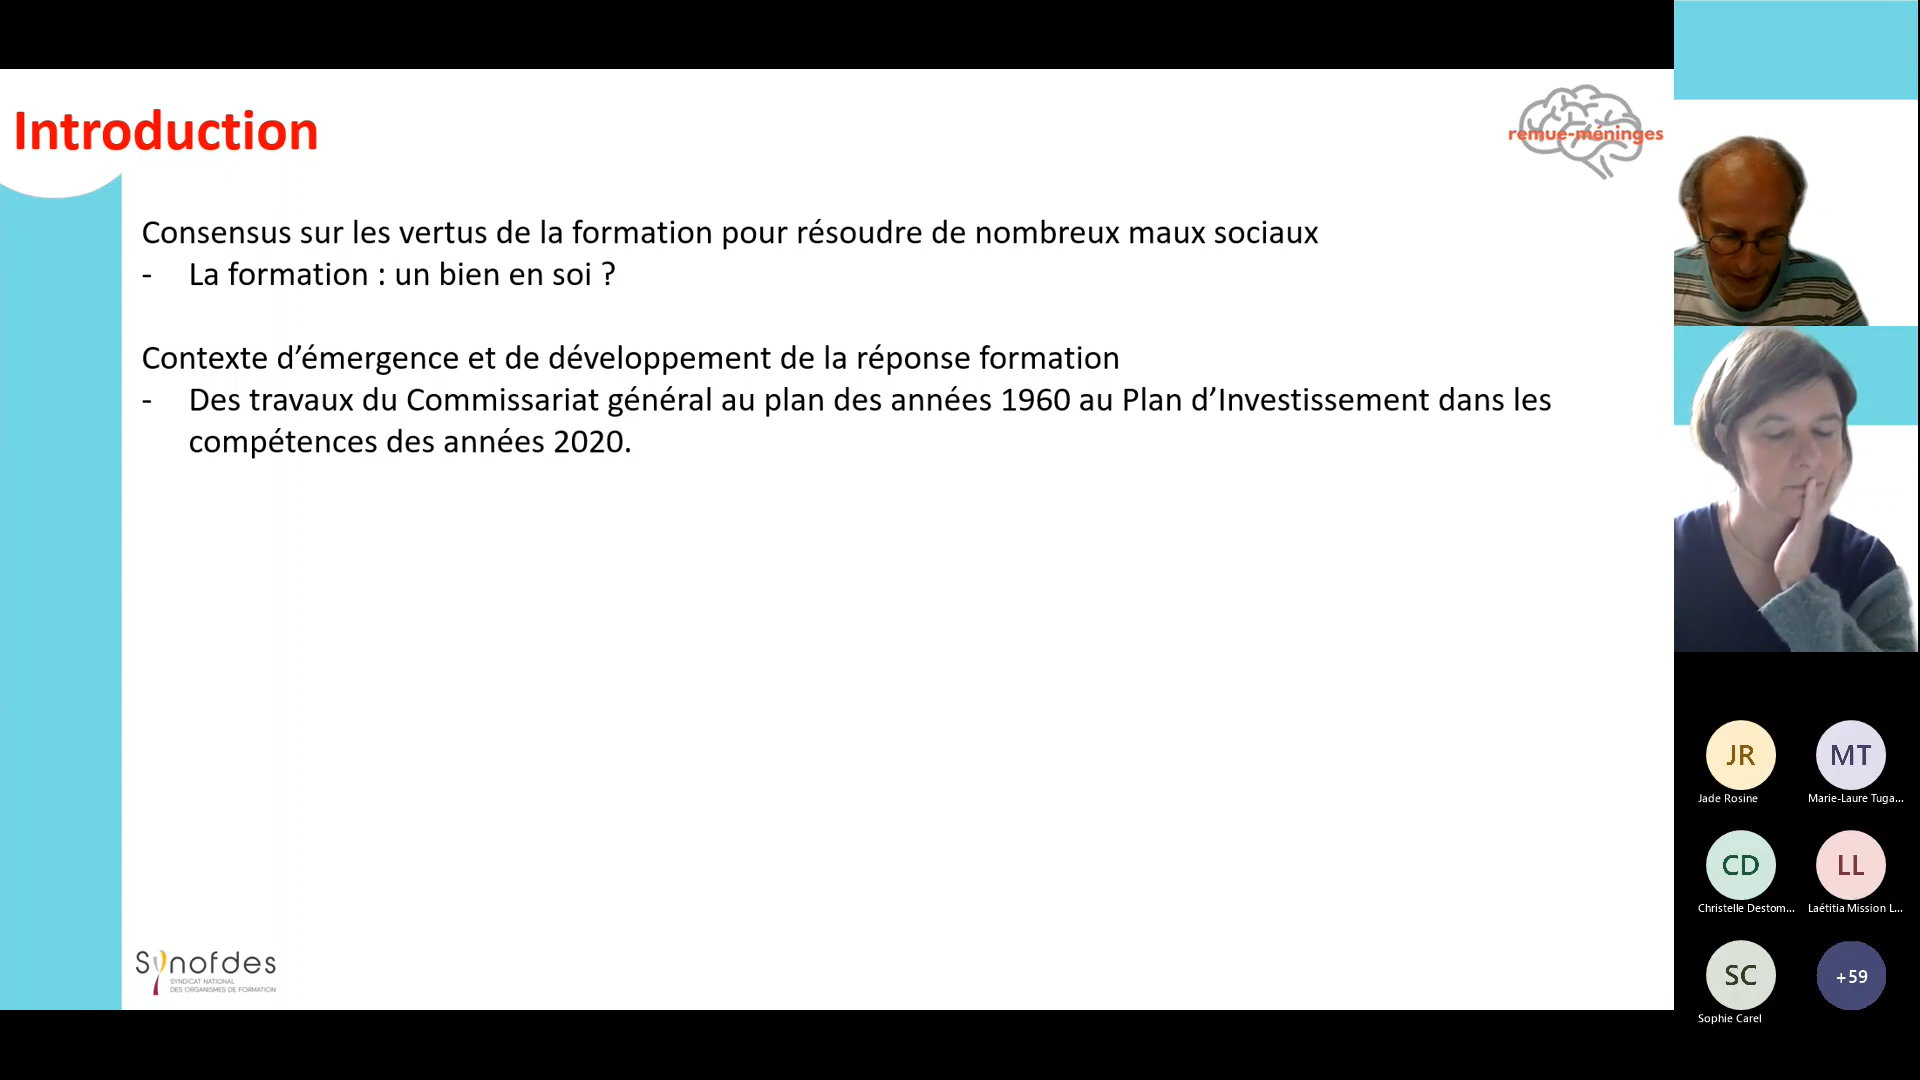 Introduction
remue-méninges
Consensus sur les vertus de la formation pour résoudre de nombreux maux sociaux
- La formation : un bien en soi ?
Contexte d’émergence et de développement de la réponse formation
- Des travaux du Commissariat général au plan des années 1960 au Plan d’Investissement dans les
compétences des années 2020.
Synofdes
SYNDICAT NATIONAL
DES ORGANISMES DE FORMATION
JR
Jade Rosine
MT
Marie-Laure Tuga...
CD
Christelle Destom...
LL
Laétitia Mission L...
SC
Sophie Carel
+59